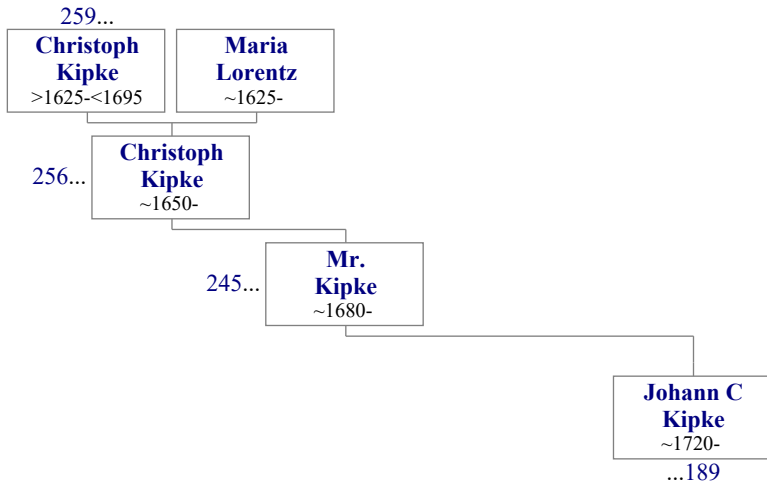 259...
Christoph
Kipke
>1625-<1695
Maria
Lorentz
~1625-
256...
Christoph
Kipke
~1650-
245...
Mr.
Kipke
~1680-
Johann C
Kipke
~1720-
...189